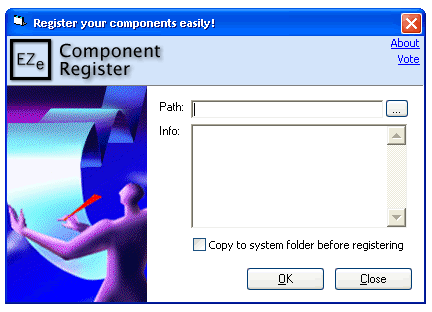 Register your components easily!
EZe
Component
Register
About
Vote
Path:
...
Info:
Copy to system folder before registering
OK
Close